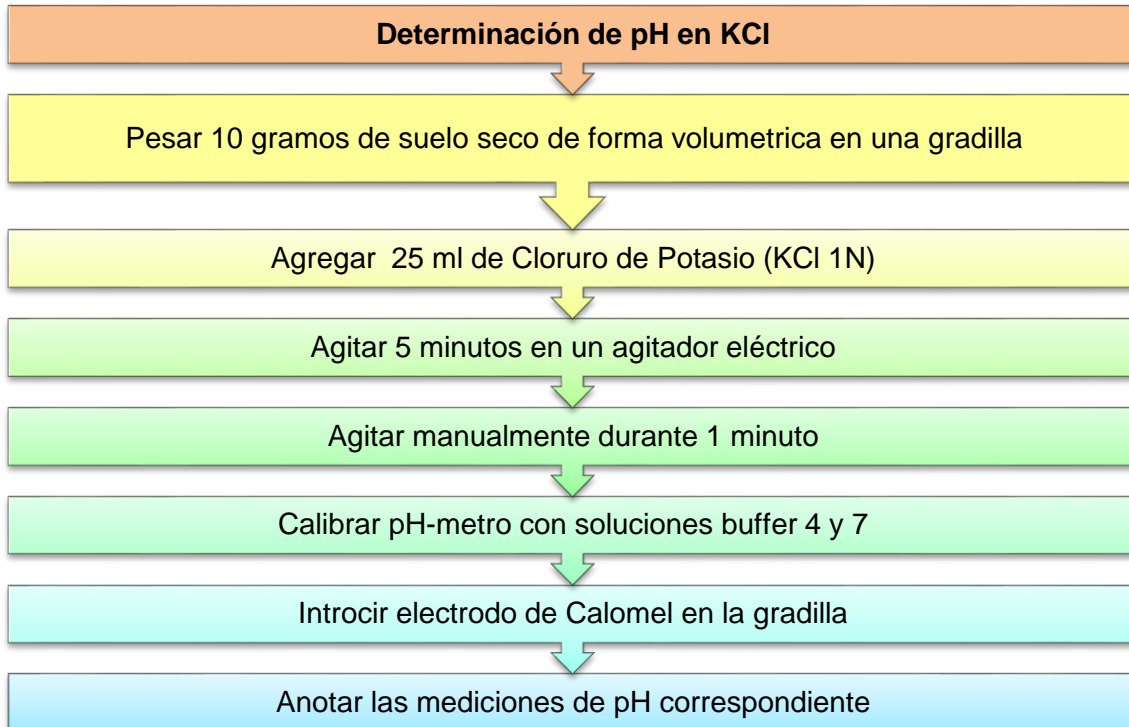 Determinación de pH en KCl
Pesar 10 gramos de suelo seco de forma volumetrica en una gradilla
Agregar  25 ml de Cloruro de Potasio (KCl 1N)
Agitar 5 minutos en un agitador eléctrico
Agitar manualmente durante 1 minuto
Calibrar pH-metro con soluciones buffer 4 y 7
Introcir electrodo de Calomel en la gradilla
Anotar las mediciones de pH correspondiente